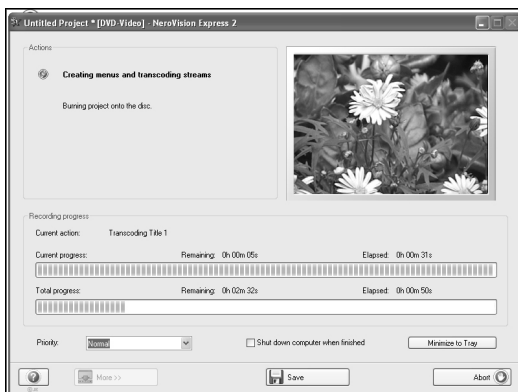 Untitled Project * [DVD-Video] - NeroVision Express 2
Actions
Creating menus and transcoding streams
Burning project onto the disc.
Recording progress
Current action: Transcoding Title 1
Current progress: Remaining: 0h 00m 05s Elapsed: 0h 00m 31s
Total progress: Remaining: 0h 02m 32s Elapsed: 0h 00m 50s
Priority: Normal Shut down computer when finished Minimize to Tray
More >> Save Abort